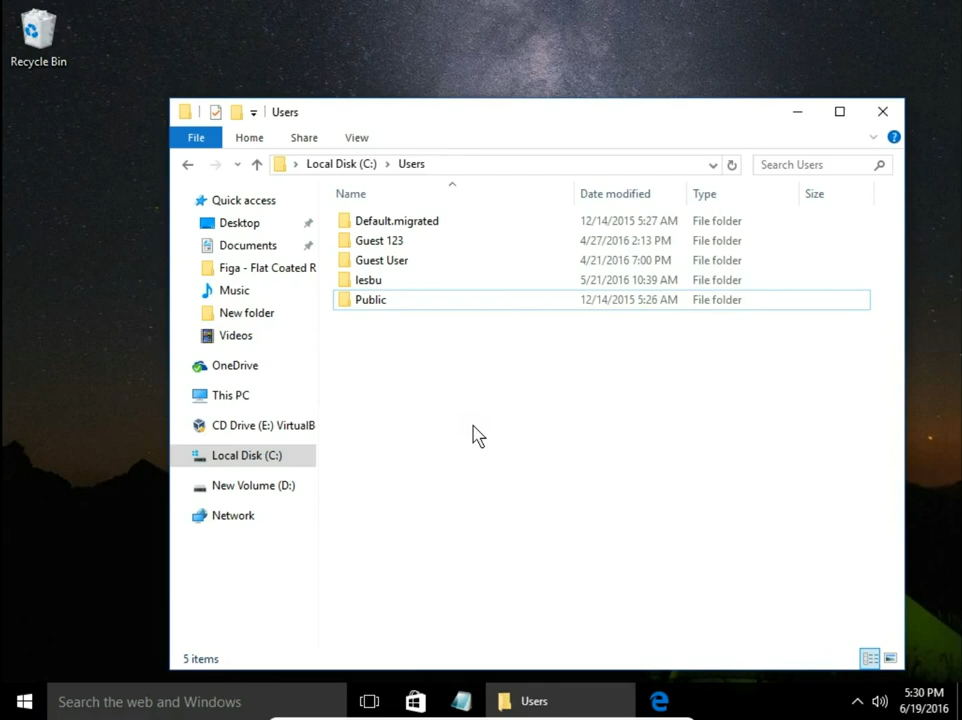 Recycle Bin
Users
File
Home
Share
View
Local Disk (C:)
Users
Search Users
Quick access
Desktop
Documents
Figa - Flat Coated R
Music
New folder
Videos
OneDrive
This PC
CD Drive (E:) VirtualB
Local Disk (C:)
New Volume (D:)
Network
Name Date modified Type Size
Default.migrated 12/14/2015 5:27 AM File folder
Guest 123 4/27/2016 2:13 PM File folder
Guest User 4/21/2016 7:00 PM File folder
lesbu 5/21/2016 10:39 AM File folder
Public 12/14/2015 5:26 AM File folder
5 items
Search the web and Windows
Users
5:30 PM
6/19/2016